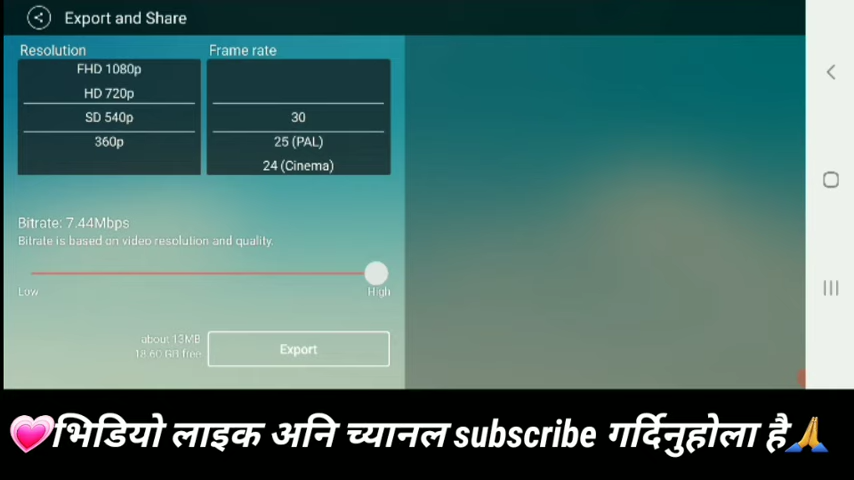 Export and Share
Resolution
Frame rate
FHD 1080p
HD 720p
SD 540p
360p
30
25 (PAL)
24 (Cinema)
Bitrate: 7.44Mbps
Bitrate is based on video resolution and quality.
Low
High
about 13MB
18.60 GB free
Export
💗भिडियो लाइक अनि च्यानल subscribe गर्दिनुहोला है🙏